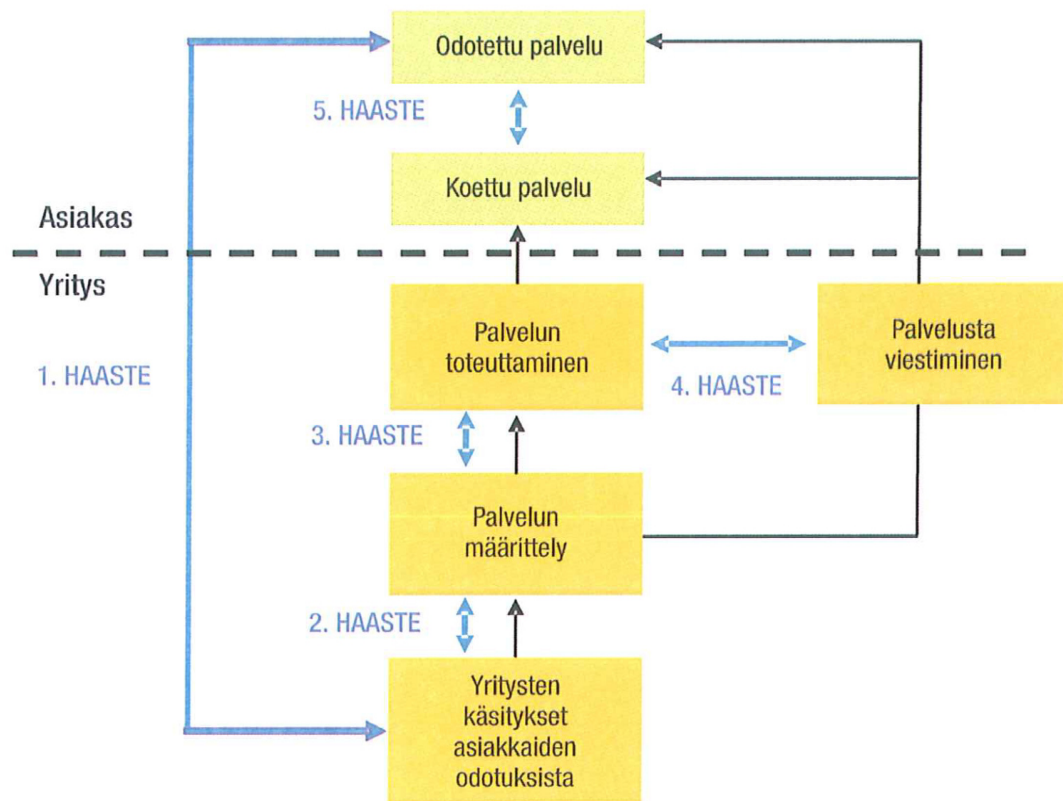 Odotettu palvelu
5. HAASTE
Koettu palvelu
Asiakas
Yritys
Palvelun
toteuttaminen
Palvelusta
viestiminen
1. HAASTE
4. HAASTE
3. HAASTE
Palvelun
määrittely
2. HAASTE
Yritysten
käsitykset
asiakkaiden
odotuksista